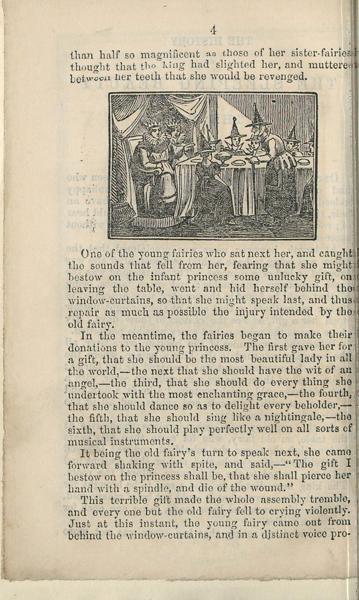 4
than half so magnificent as those of her sister-fairies
thought that the king had slighted her, and muttered
between her teeth that she would be revenged.
One of the young fairies who sat next her, and caught
the sounds that fell from her, fearing that she might
bestow on the infant princess some unlucky gift, on
leaving the table, went and hid herself behind the
window-curtains, so that she might speak last, and thus
repair as much as possible the injury intended by the
old fairy.
In the meantime, the fairies began to make their
donations to the young princess. The first gave her for
a gift, that she should be the most beautiful lady in all
the world,—the next that she should have the wit of an
angel,—the third, that she should do every thing she
undertook with the most enchanting grace,—the fourth,
that she should dance so as to delight every beholder,—
the fifth, that she should sing like a nightingale,—the
sixth, that she should play perfectly well on all sorts of
musical instruments.
It being the old fairy's turn to speak next, she came
forward shaking with spite, and said,—"The gift I
bestow on the princess shall be, that she shall pierce her
hand with a spindle, and die of the wound."
This terrible gift made the whole assembly tremble,
and every one but the old fairy fell to crying violently.
Just at this instant, the young fairy came out from
behind the window-curtains, and in a distnct voice pro-